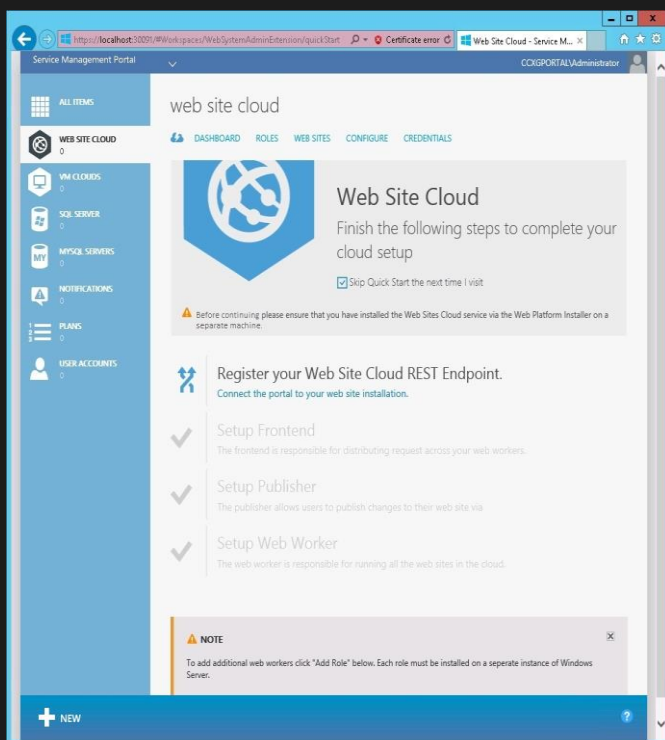 https://localhost:30091/#Workspaces/WebSystemAdminExtension/quickStart
Certificate error
Web Site Cloud - Service M...
Service Management Portal
CCIXGPORTAL\Administrator
ALL ITEMS
WEB SITE CLOUD
0
VM CLOUDS
0
SQL SERVER
0
MY
MYSQL SERVERS
0
NOTIFICATIONS
0
PLANS
0
USER ACCOUNTS
0
web site cloud
DASHBOARD ROLES WEB SITES CONFIGURE CREDENTIALS
Web Site Cloud
Finish the following steps to complete your
cloud setup
Skip Quick Start the next time I visit
Before continuing please ensure that you have installed the Web Sites Cloud service via the Web Platform Installer on a
separate machine.
Register your Web Site Cloud REST Endpoint.
Connect the portal to your web site installation.
Setup Frontend
The frontend is responsible for distributing request across your web workers.
Setup Publisher
The publisher allows users to publish changes to their web site via
Setup Web Worker
The web worker is responsible for running all the web sites in the cloud.
NOTE
To add additional web workers click "Add Role" below. Each role must be installed on a seperate instance of Windows
Server.
NEW